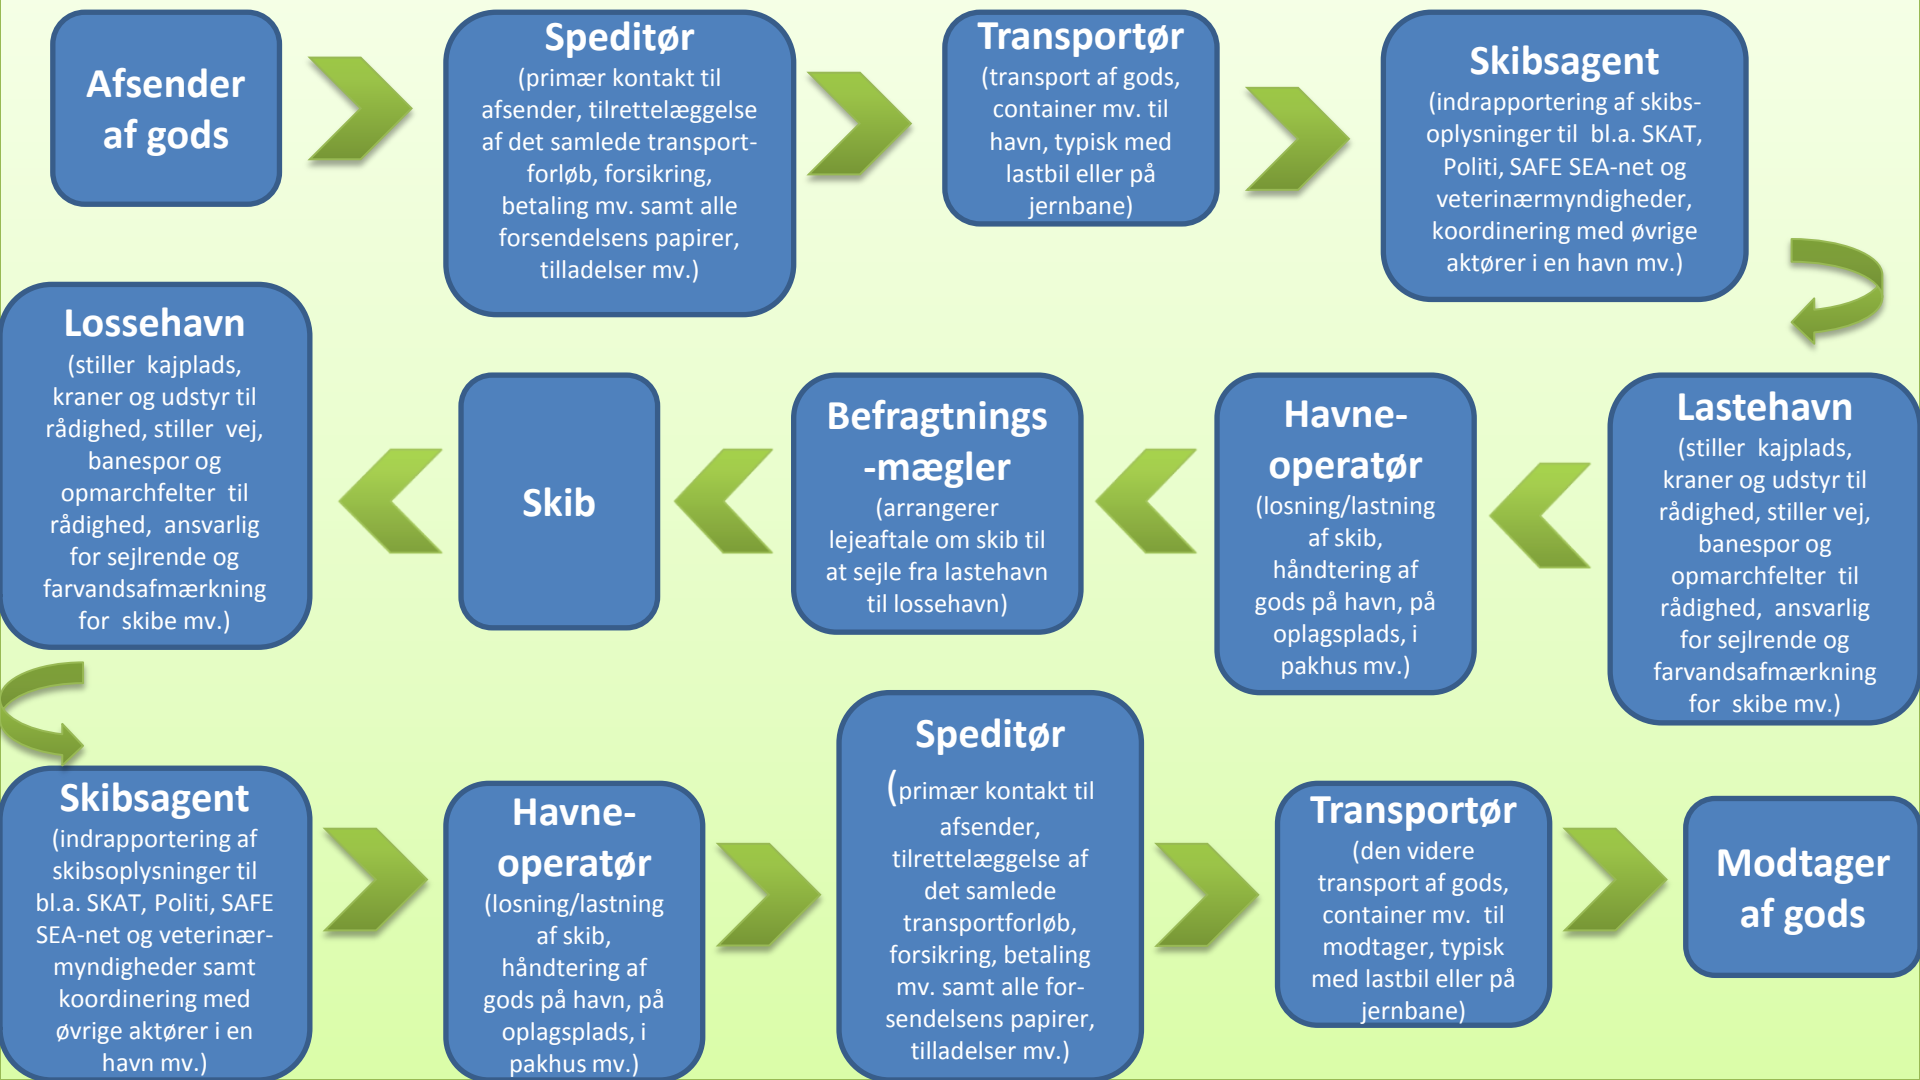 Afsender
af gods
Speditør
(primær kontakt til
afsender, tilrettelæggelse
af det samlede transport-
forløb, forsikring,
betaling mv. samt alle
forsendelsens papirer,
tilladelser mv.)
Transportør
(transport af gods,
container mv. til
havn, typisk med
lastbil eller på
jernbane)
Skibsagent
(indrapportering af skibs-
oplysninger til bl.a. SKAT,
Politi, SAFE SEA-net og
veterinærmyndigheder,
koordinering med øvrige
aktører i en havn mv.)
Lastehavn
(stiller kajplads,
kraner og udstyr til
rådighed, stiller vej,
banespor og
opmarchfelter til
rådighed, ansvarlig
for sejlrende og
farvandsafmærkning
for skibe mv.)
Havne-
operatør
(losning/lastning
af skib,
håndtering af
gods på havn, på
oplagsplads, i
pakhus mv.)
Befragtnings
-mægler
(arrangerer
lejeaftale om skib til
at sejle fra lastehavn
til lossehavn)
Skib
Lossehavn
(stiller kajplads,
kraner og udstyr til
rådighed, stiller vej,
banespor og
opmarchfelter til
rådighed, ansvarlig
for sejlrende og
farvandsafmærkning
for skibe mv.)
Skibsagent
(indrapportering af
skibsoplysninger til
bl.a. SKAT, Politi, SAFE
SEA-net og veterinær-
myndigheder samt
koordinering med
øvrige aktører i en
havn mv.)
Havne-
operatør
(losning/lastning
af skib,
håndtering af
gods på havn, på
oplagsplads, i
pakhus mv.)
Speditør
(primær kontakt til
afsender,
tilrettelæggelse af
det samlede
transportforløb,
forsikring, betaling
mv. samt alle for-
sendelsens papirer,
tilladelser mv.)
Transportør
(den videre
transport af gods,
container mv. til
modtager, typisk
med lastbil eller på
jernbane)
Modtager
af gods